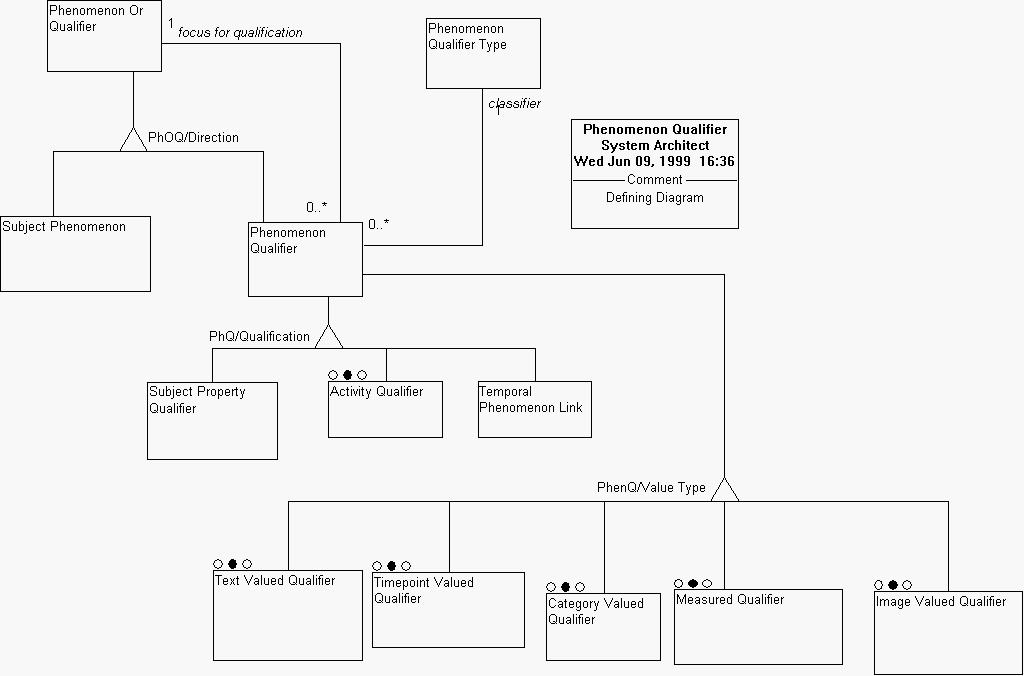 Phenomenon Or
Qualifier
1
focus for qualification
Phenomenon
Qualifier Type
classifier
PhOQ/Direction
Phenomenon Qualifier
System Architect
Wed Jun 09, 1999  16:36
Comment
Defining Diagram
0..*
0..*
Subject Phenomenon
Phenomenon
Qualifier
PhQ/Qualification
Subject Property
Qualifier
Activity Qualifier
Temporal
Phenomenon Link
PhenQ/Value Type
Text Valued Qualifier
Timepoint Valued
Qualifier
Category Valued
Qualifier
Measured Qualifier
Image Valued Qualifier